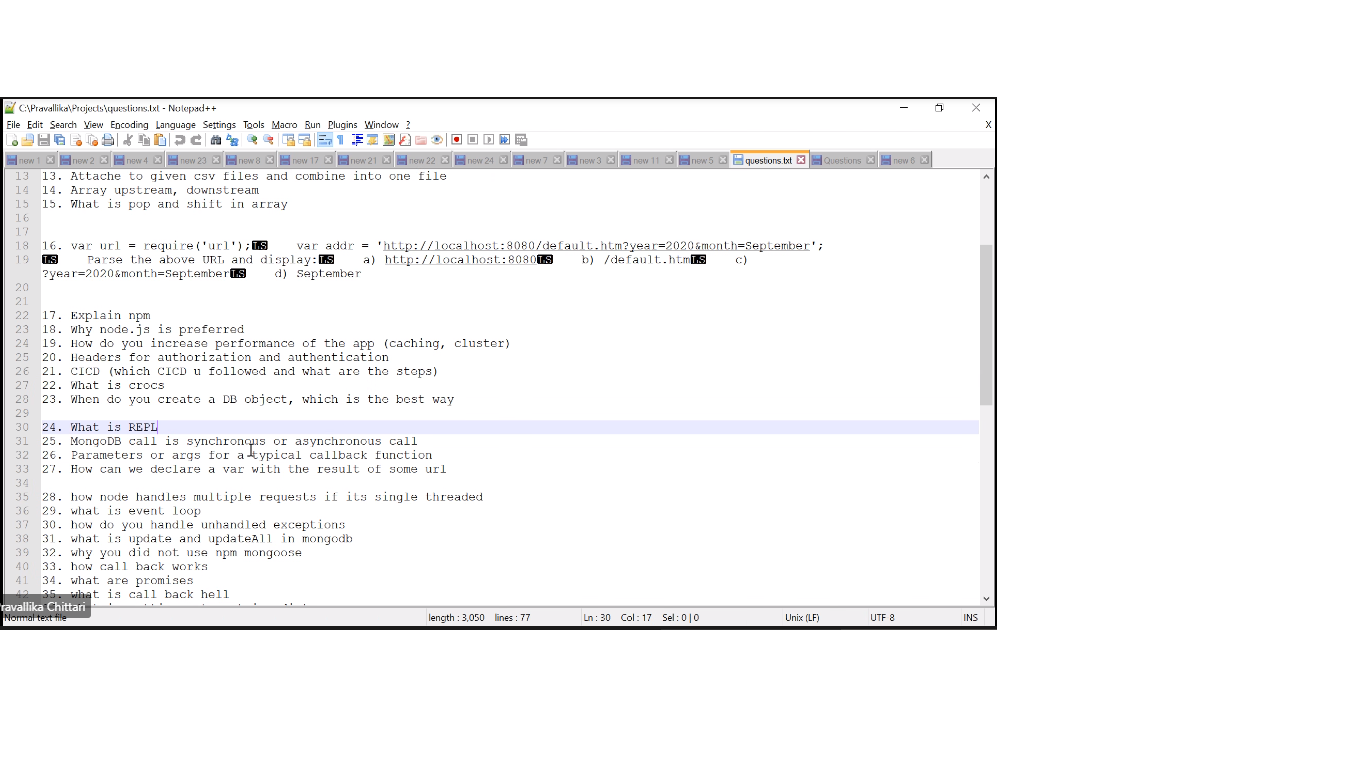 C:\Pravallika\Projects\questions.txt - Notepad++
File Edit Search View Encoding Language Settings Tools Macro Run Plugins Window ? X
new 1 new 2 new 4 new 23 new 8 new 17 new 21 new 22 new 24 new 7 new 3 new 11 new 5 questions.txt Questions new 6
13 13. Attache to given csv files and combine into one file
14 14. Array upstream, downstream
15 15. What is pop and shift in array
16
17
18 16. var url = require('url');LS var addr = 'http://localhost:8080/default.htm?year=2020&month=September';
19 LS Parse the above URL and display:LS a) http://localhost:8080LS b) /default.htmLS c)
?year=2020&month=SeptemberLS d) September
20
21
22 17. Explain npm
23 18. Why node.js is preferred
24 19. How do you increase performance of the app (caching, cluster)
25 20. Headers for authorization and authentication
26 21. CICD (which CICD u followed and what are the steps)
27 22. What is crocs
28 23. When do you create a DB object, which is the best way
29
30 24. What is REPL
31 25. MongoDB call is synchronous or asynchronous call
32 26. Parameters or args for a typical callback function
33 27. How can we declare a var with the result of some url
34
35 28. how node handles multiple requests if its single threaded
36 29. what is event loop
37 30. how do you handle unhandled exceptions
38 31. what is update and updateAll in mongodb
39 32. why you did not use npm mongoose
40 33. how call back works
41 34. what are promises
42 35. what is call back hell
ravallika Chittari
Normal text file length : 3,050 lines : 77 Ln : 30 Col : 17 Sel : 0 | 0 Unix (LF) UTF 8 INS